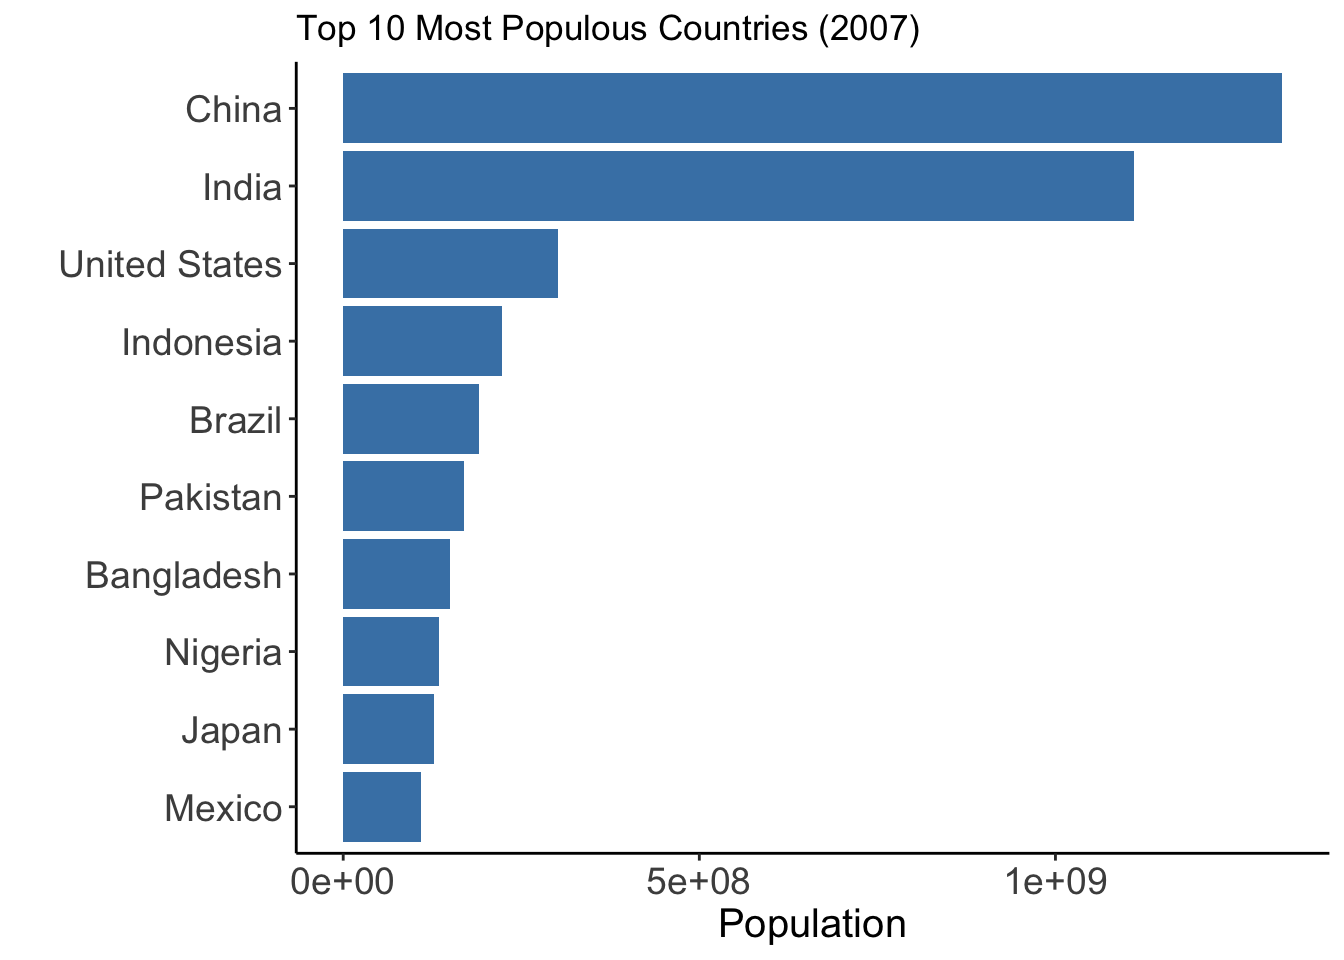 Top 10 Most Populous Countries (2007)
China
India
United States
Indonesia
Brazil
Pakistan
Bangladesh
Nigeria
Japan
Mexico
0e+00 5e+08 1e+09
Population